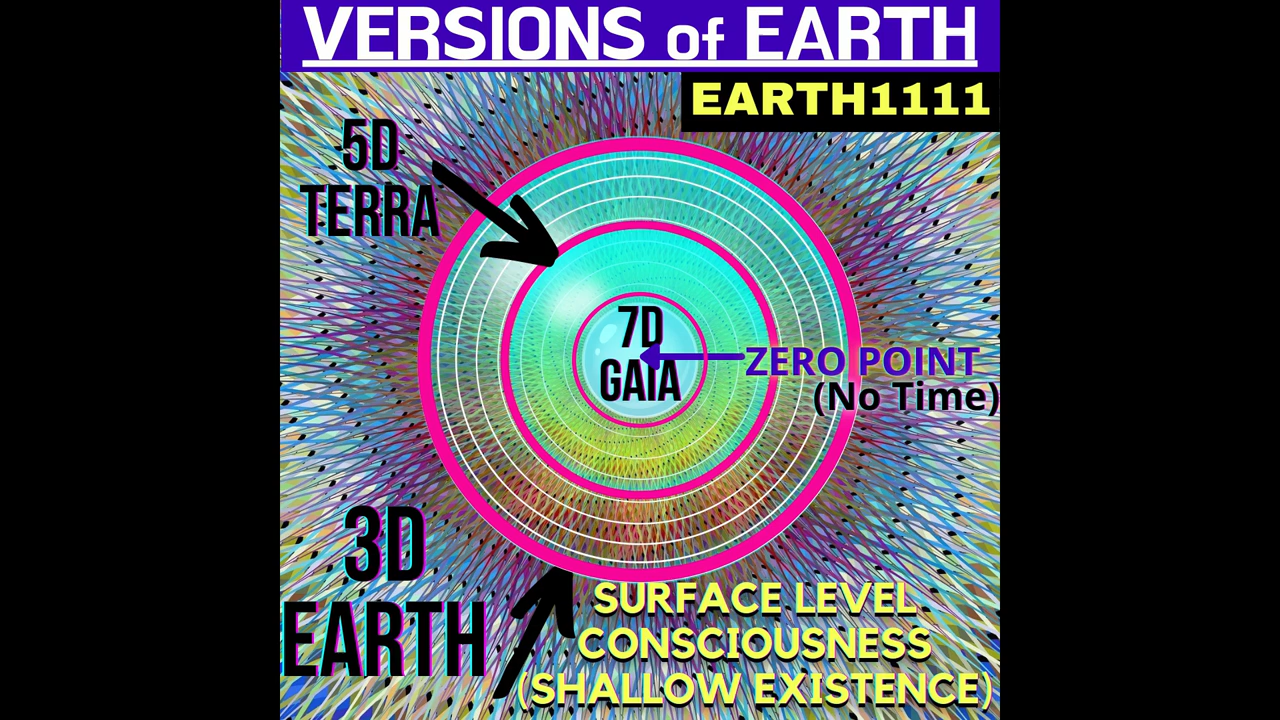 VERSIONS of EARTH
EARTH1111
5D
TERRA
7D
GAIA
ZERO POINT
(No Time)
3D
EARTH
SURFACE LEVEL
CONSCIOUSNESS
(SHALLOW EXISTENCE)